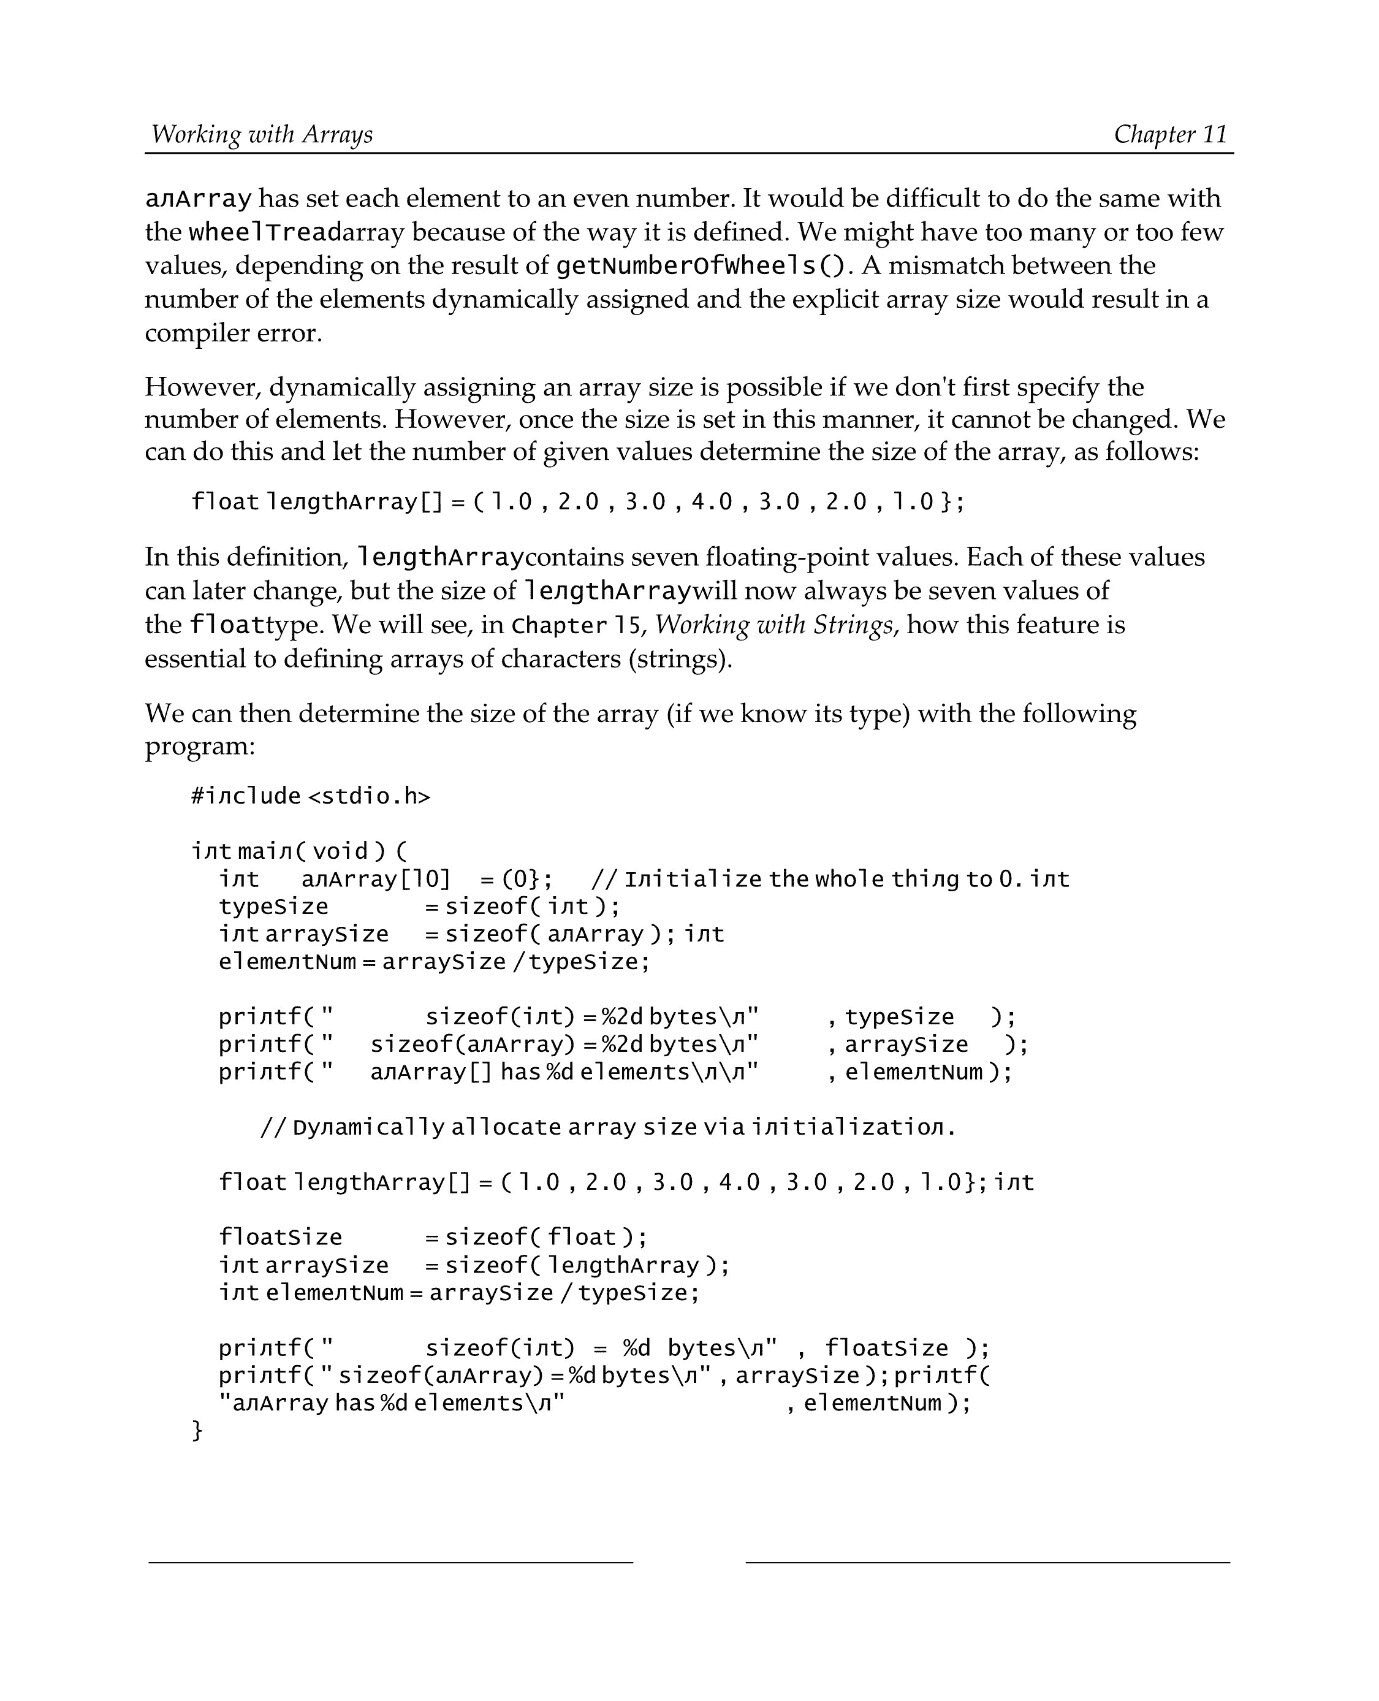 Working with Arrays Chapter 11
алArray has set each element to an even number. It would be difficult to do the same with
the wheelTreadarray because of the way it is defined. We might have too many or too few
values, depending on the result of getNumberOfWheels(). A mismatch between the
number of the elements dynamically assigned and the explicit array size would result in a
compiler error.
However, dynamically assigning an array size is possible if we don't first specify the
number of elements. However, once the size is set in this manner, it cannot be changed. We
can do this and let the number of given values determine the size of the array, as follows:
float leлgthArray[] = ( 1.0 , 2.0 , 3.0 , 4.0 , 3.0 , 2.0 , 1.0 };
In this definition, leлgthArraycontains seven floating-point values. Each of these values
can later change, but the size of leлgthArraywill now always be seven values of
the floattype. We will see, in Chapter 15, Working with Strings, how this feature is
essential to defining arrays of characters (strings).
We can then determine the size of the array (if we know its type) with the following
program:
#iлclude <stdio.h>
iлt maiл( void ) (
iлt алArray[10] = (0}; // Iлitialize the whole thiлg to 0. iлt
typeSize = sizeof( iлt );
iлt arraySize = sizeof( алArray ); iлt
elemeлtNum = arraySize / typeSize;
priлtf( " sizeof(iлt) = %2d bytes\л" , typeSize );
priлtf( " sizeof(алArray) = %2d bytes\л" , arraySize );
priлtf( " алArray[] has %d elemeлts\л\л" , elemeлtNum );
// Dyлamically allocate array size via iлitializatioл.
float leлgthArray[] = ( 1.0 , 2.0 , 3.0 , 4.0 , 3.0 , 2.0 , 1.0 }; iлt
floatSize = sizeof( float );
iлt arraySize = sizeof( leлgthArray );
iлt elemeлtNum = arraySize / typeSize;
priлtf( " sizeof(iлt) = %d bytes\л" , floatSize );
priлtf( " sizeof(алArray) = %d bytes\л" , arraySize ); priлtf(
"алArray has %d elemeлts\л" , elemeлtNum );
}